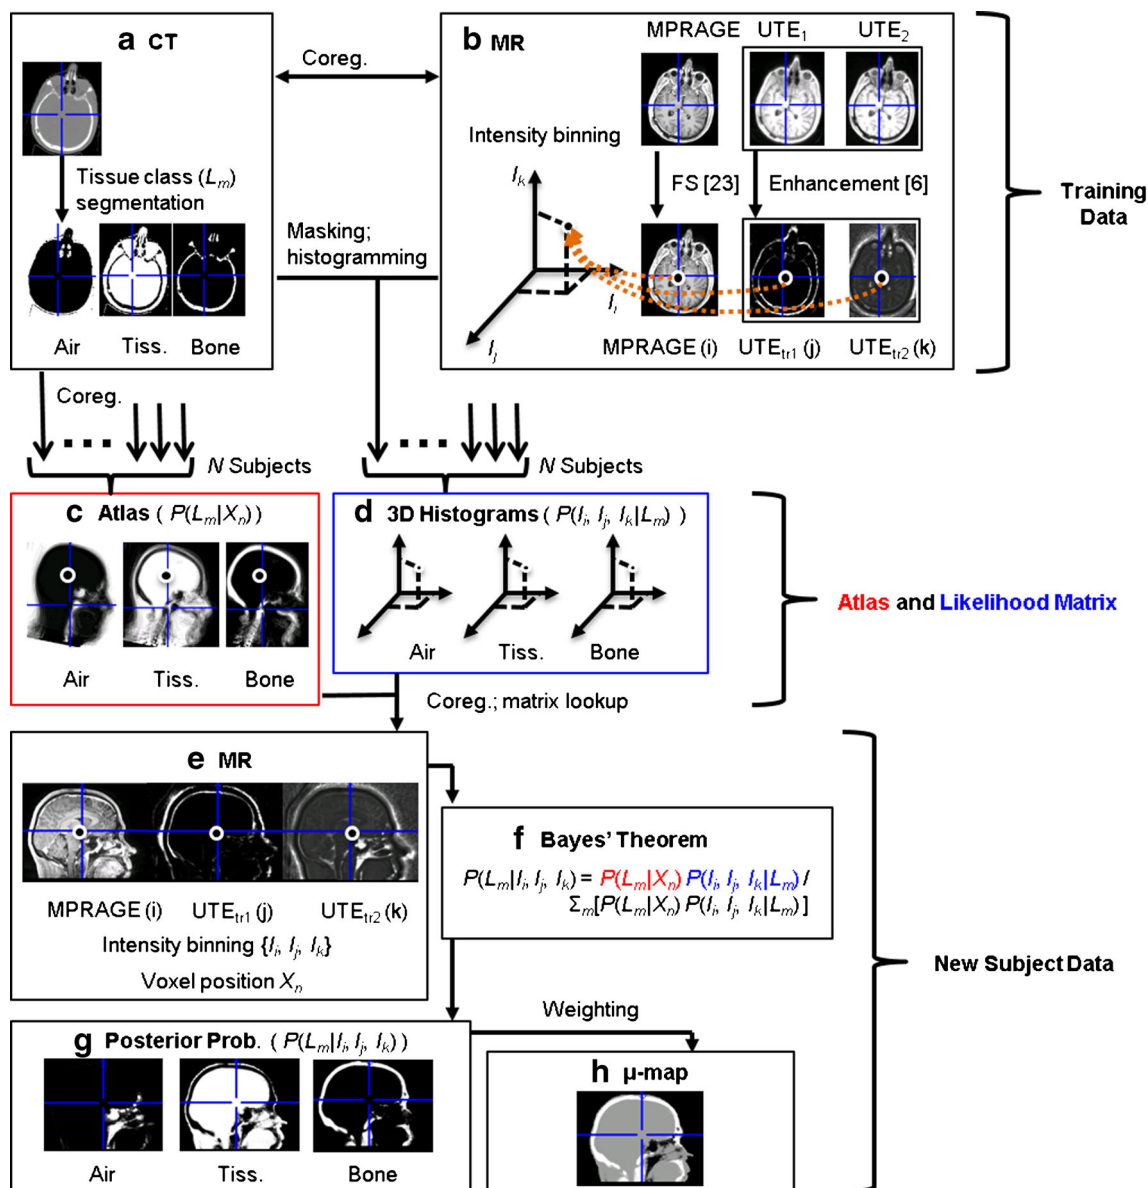 a CT
Coreg.
Tissue class (Lm)
segmentation
Air Tiss. Bone
Masking;
histogramming
b MR
MPRAGE UTE1 UTE2
Intensity binning
FS [23] Enhancement [6]
Ik
Ii
Ij
MPRAGE (i) UTEtr1 (j) UTEtr2 (k)
Training
Data
Coreg.
N Subjects
N Subjects
c Atlas ( P(Lm|Xn))
Air Tiss. Bone
d 3D Histograms ( P(Ii, Ij, Ik|Lm) )
Air Tiss. Bone
Atlas and Likelihood Matrix
Coreg.; matrix lookup
e MR
MPRAGE (i) UTEtr1 (j) UTEtr2 (k)
Intensity binning {Ii, Ij, Ik}
Voxel position Xn
f Bayes' Theorem
P(Lm|Ii, Ij, Ik) = P(Lm|Xn) P(Ii, Ij, Ik|Lm) /
Σm[P(Lm|Xn) P(Ii, Ij, Ik|Lm) ]
New Subject Data
Weighting
g Posterior Prob. ( P(Lm|Ii, Ij, Ik) )
Air Tiss. Bone
h μ-map